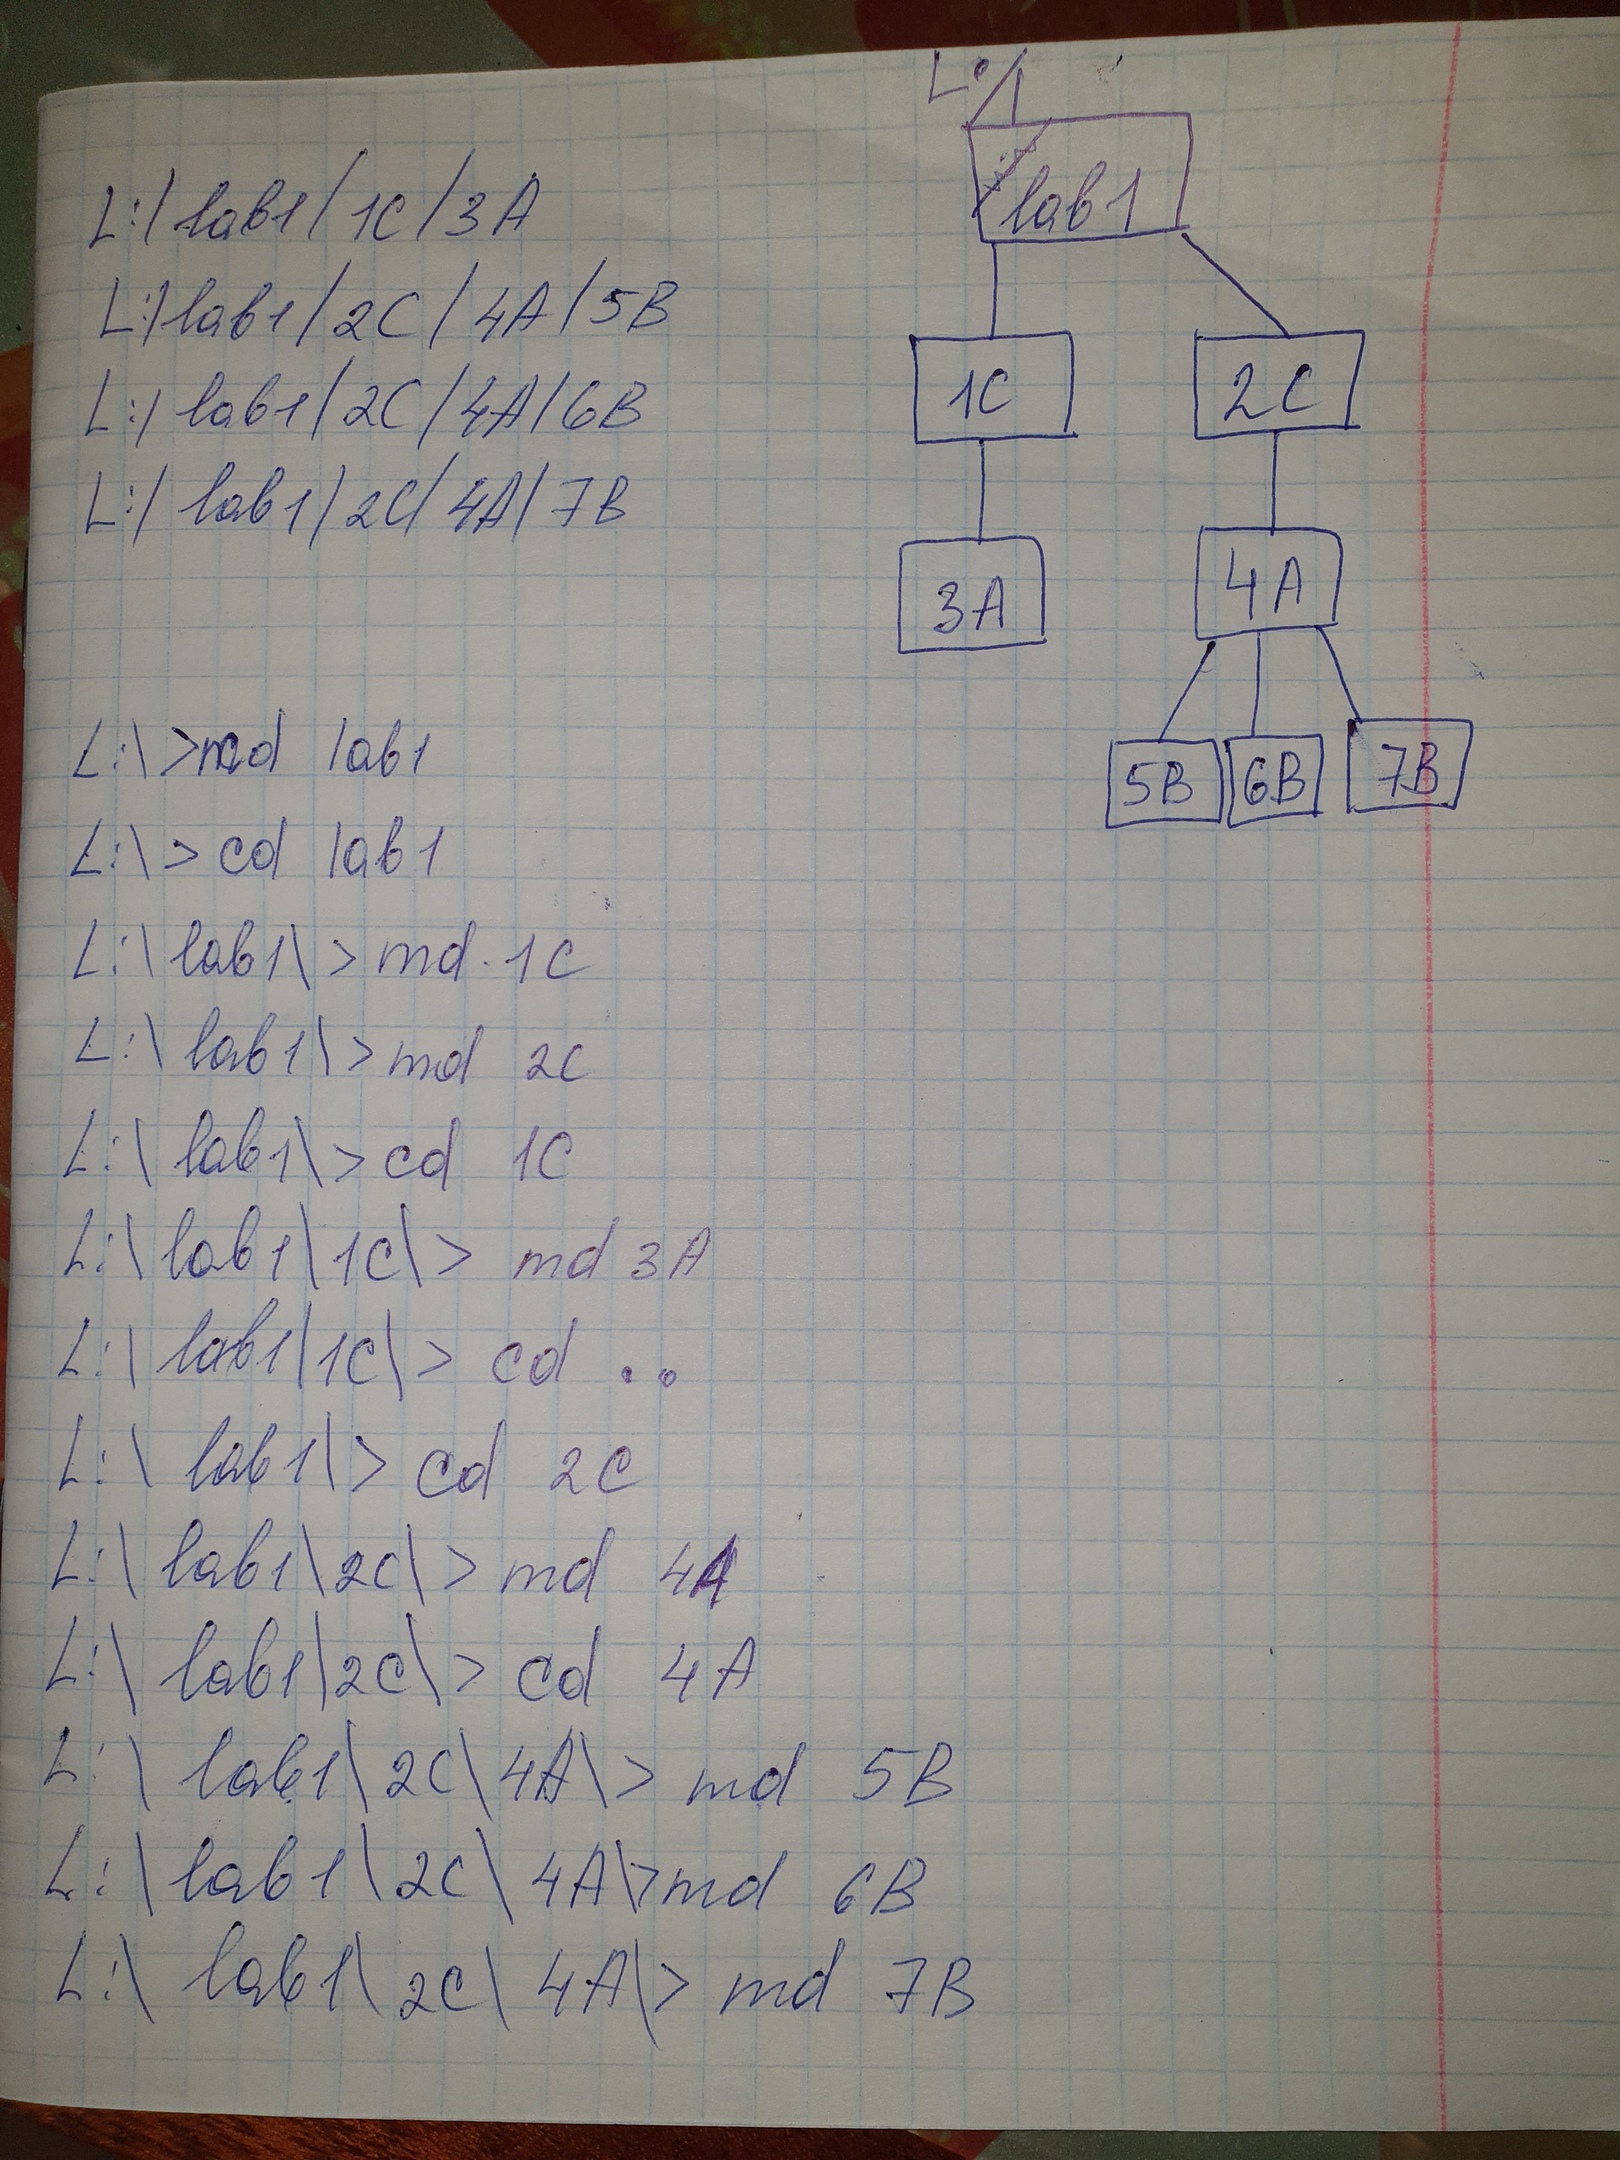 L:/lab1/1C/3A
L:/lab1/2C/4A/5B
L:/lab1/2C/4A/6B
L:/lab1/2C/4A/7B
L:/
lab1
1C 2C
3A 4A
5B 6B 7B
L:\>md lab1
L:\>cd lab1
L:\lab1\>md 1C
L:\lab1\>md 2C
L:\lab1\>cd 1C
L:\lab1\1C\> md 3A
L:\lab1\1C\> cd ..
L:\lab1\> cd 2C
L:\lab1\2C\> md 4A
L:\lab1\2C\> cd 4A
L:\lab1\2C\4A\> md 5B
L:\lab1\2C\4A\>md 6B
L:\lab1\2C\4A\> md 7B